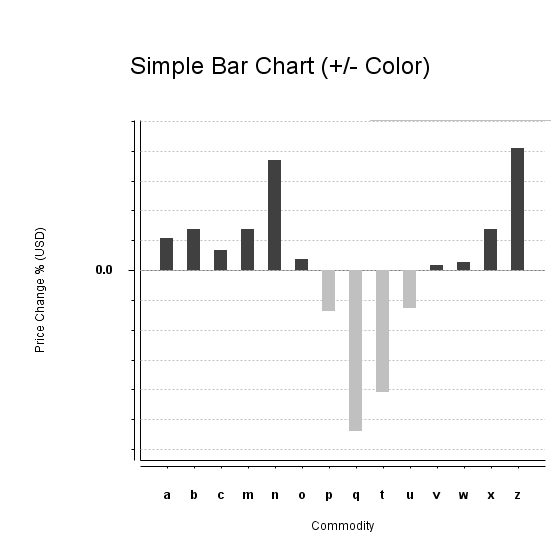 Simple Bar Chart (+/- Color)
Price Change % (USD)
0.0
a b c m n o p q t u v w x z
Commodity